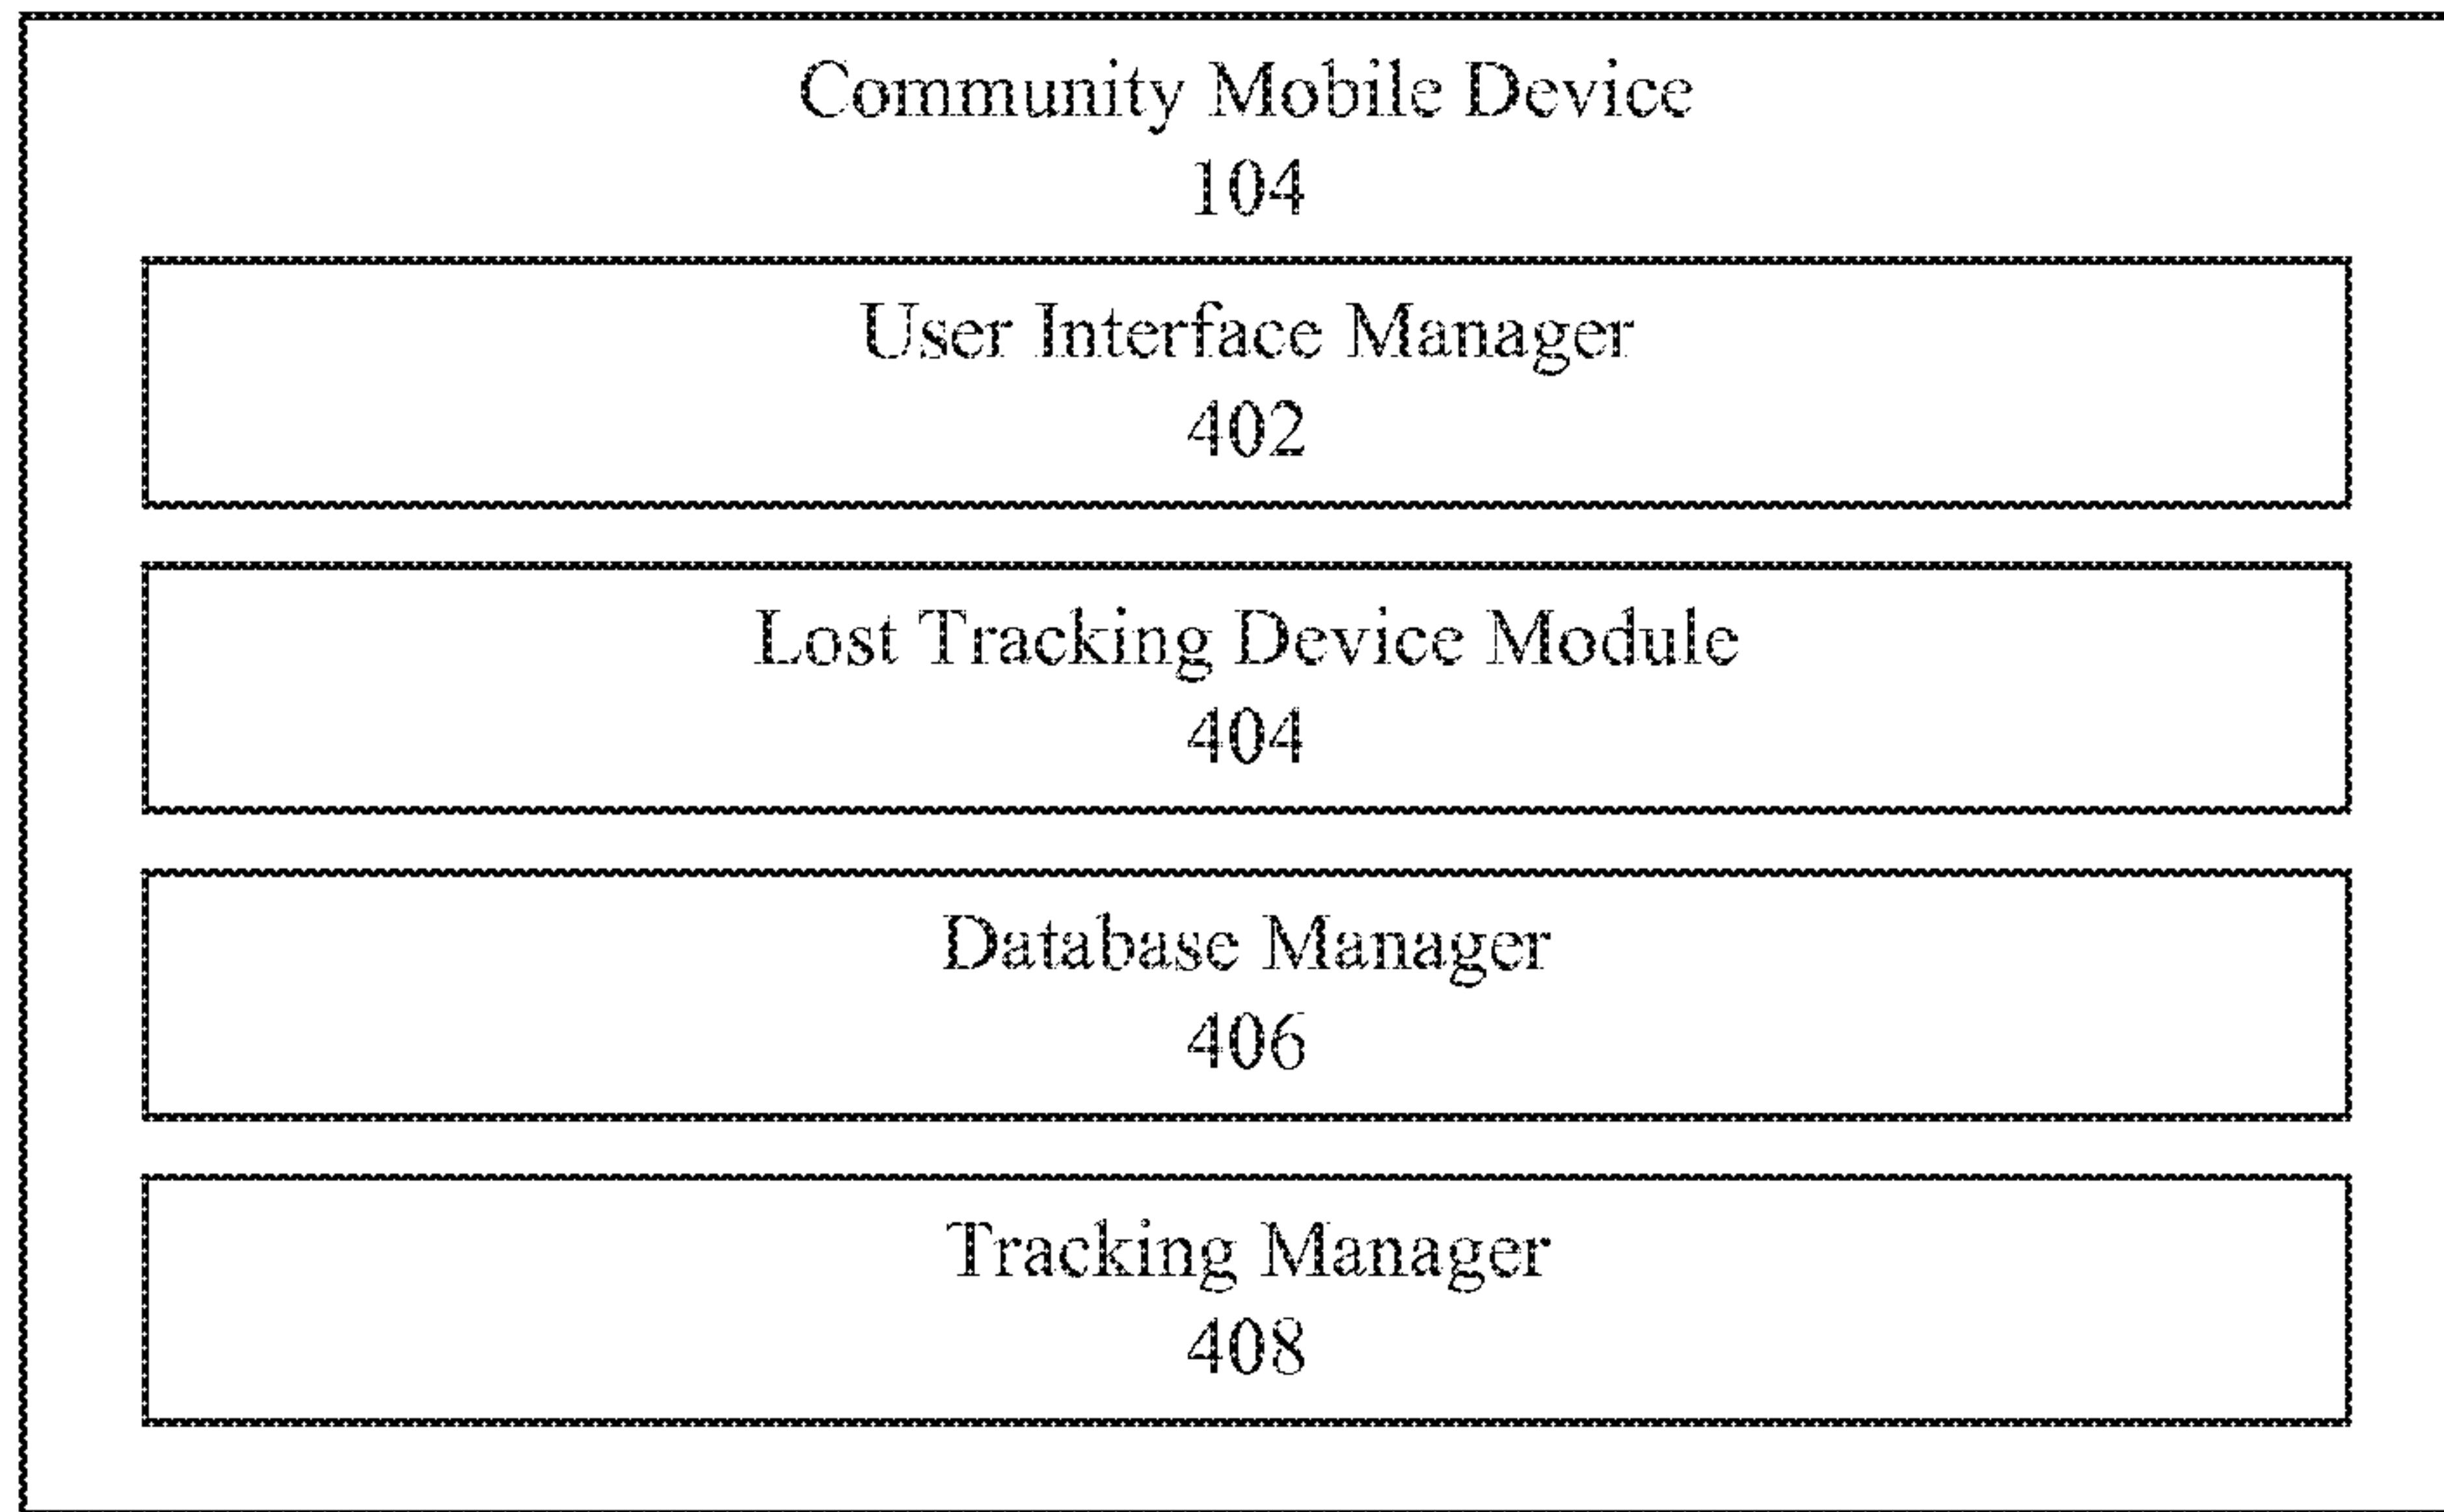 Community Mobile Device
104
User Interface Manager
402
Lost Tracking Device Module
404
Database Manager
406
Tracking Manager
408